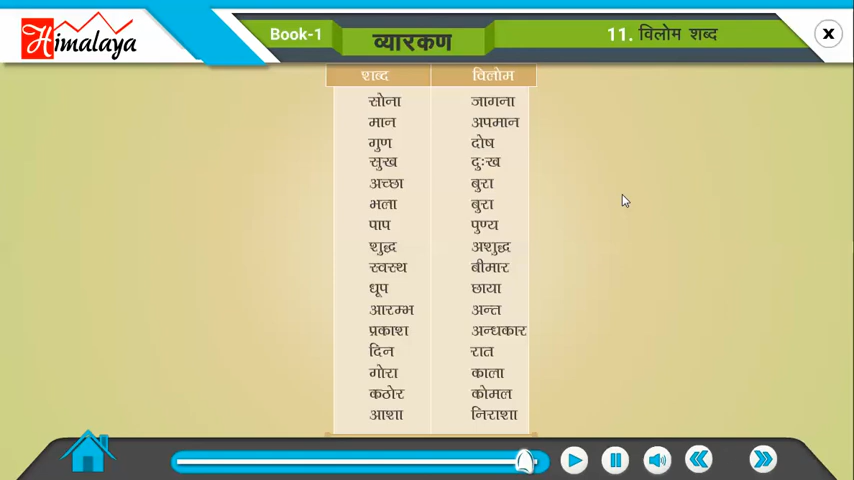 Himalaya
Book-1
व्यारकण
11. विलोम शब्द
X
शब्द विलोम
सोना जागना
मान अपमान
गुण दोष
सुख दुःख
अच्छा बुरा
भला बुरा
पाप पुण्य
शुद्ध अशुद्ध
स्वस्थ बीमार
धूप छाया
आरम्भ अन्त
प्रकाश अन्धकार
दिन रात
गोरा काला
कठोर कोमल
आशा निराशा